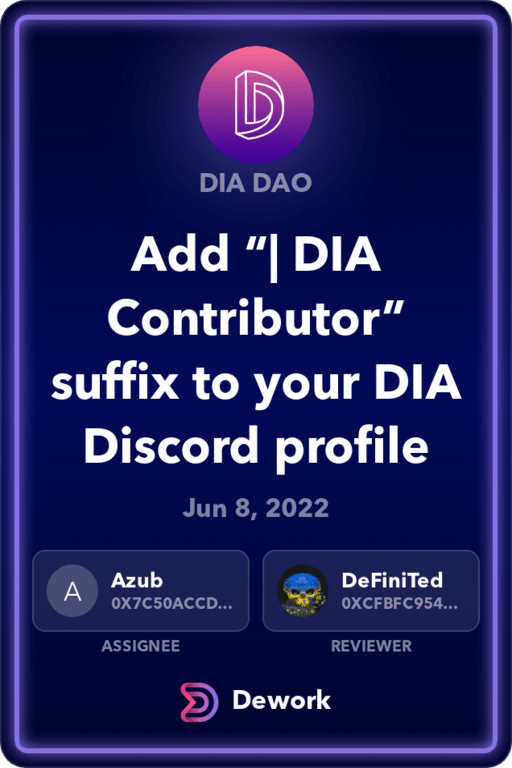 DIA DAO
Add “| DIA
Contributor”
suffix to your DIA
Discord profile
Jun 8, 2022
A
Azub
0X7C50ACCD...
DeFiniTed
0XCFBFC954...
ASSIGNEE
REVIEWER
Dework